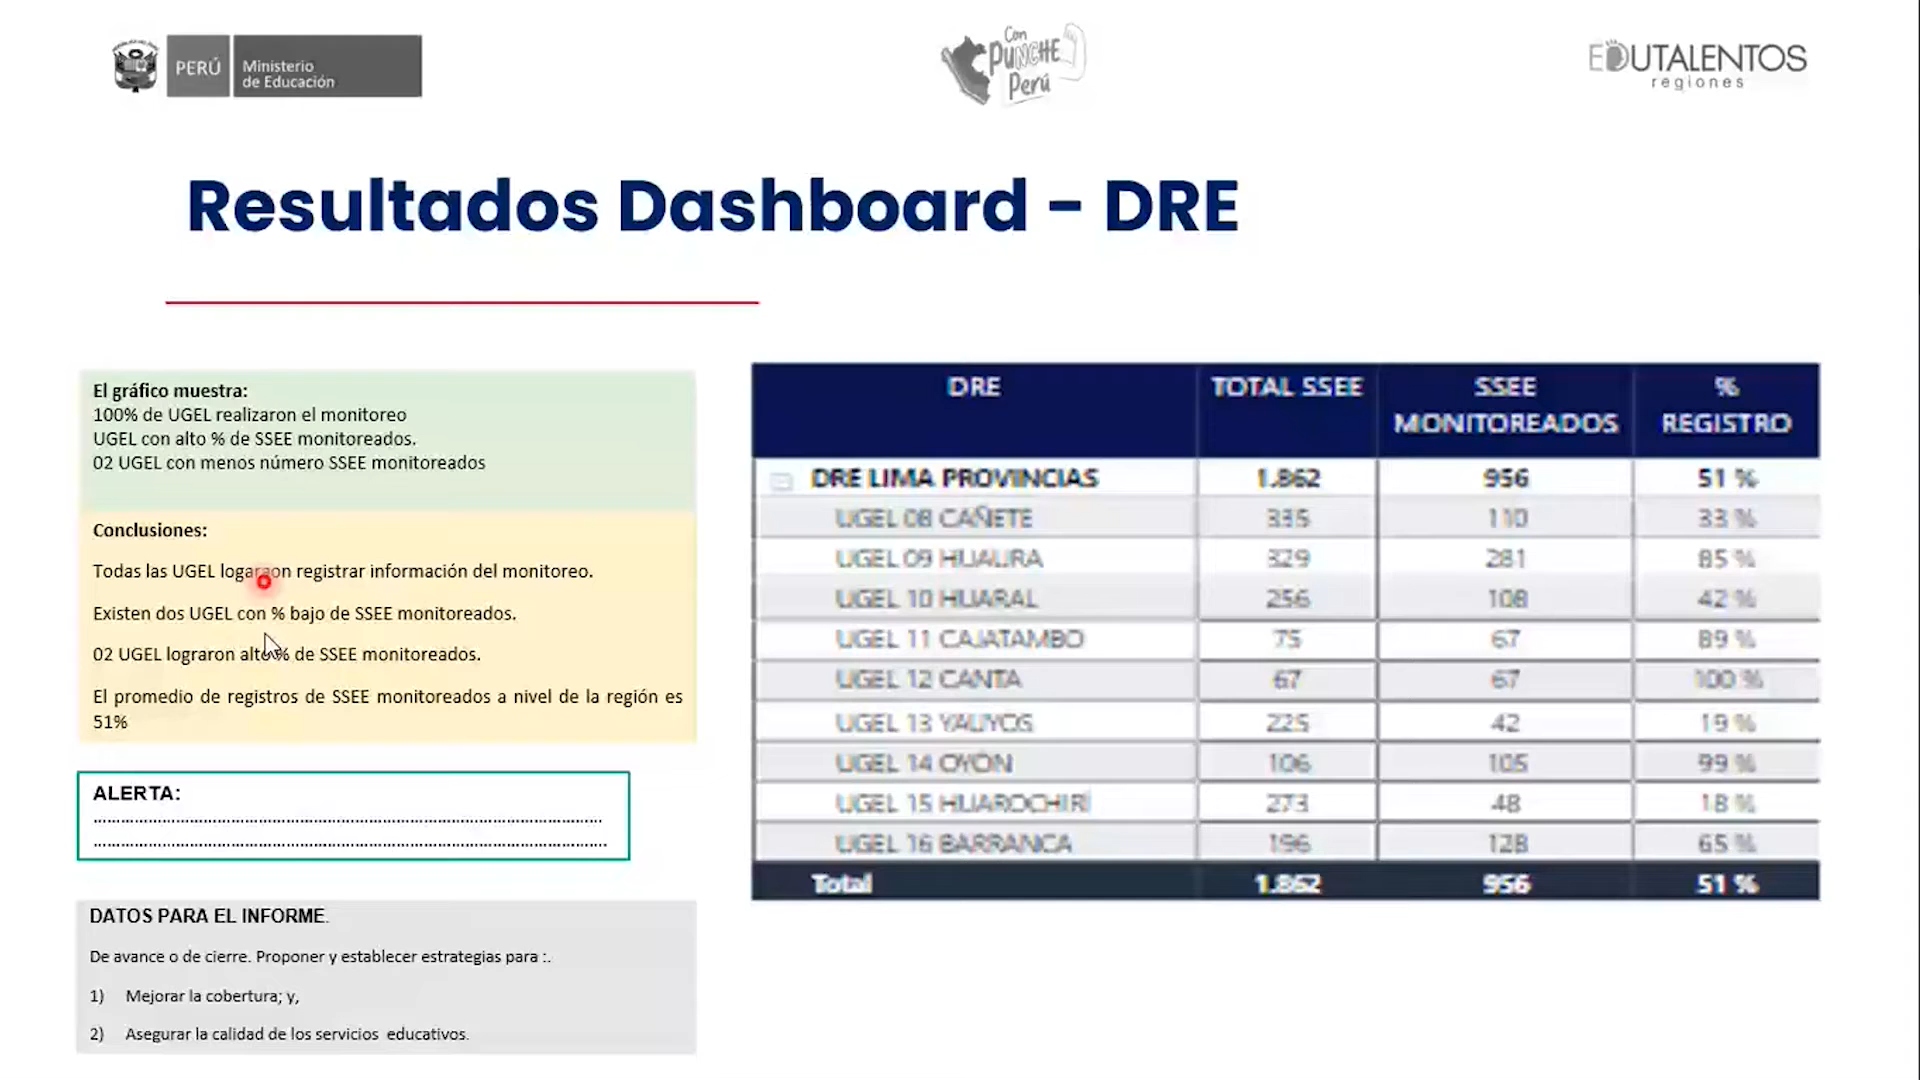 PERÚ
Ministerio
de Educación
Con
PUNCHE
Perú
EDUTALENTOS
regiones
Resultados Dashboard - DRE
El gráfico muestra:
100% de UGEL realizaron el monitoreo
UGEL con alto % de SSEE monitoreados.
02 UGEL con menos número SSEE monitoreados
Conclusiones:
Todas las UGEL logaraon registrar información del monitoreo.
Existen dos UGEL con % bajo de SSEE monitoreados.
02 UGEL lograron alto % de SSEE monitoreados.
El promedio de registros de SSEE monitoreados a nivel de la región es
51%
ALERTA:
DATOS PARA EL INFORME.
De avance o de cierre. Proponer y establecer estrategias para :.
1) Mejorar la cobertura; y,
2) Asegurar la calidad de los servicios educativos.
DRE TOTAL SSEE SSEE MONITOREADOS % REGISTRO
DRE LIMA PROVINCIAS 1.862 956 51 %
UGEL 08 CAÑETE 335 110 33 %
UGEL 09 HUAURA 329 281 85 %
UGEL 10 HUARAL 256 108 42 %
UGEL 11 CAJATAMBO 75 67 89 %
UGEL 12 CANTA 67 67 100 %
UGEL 13 YAUYOS 225 42 19 %
UGEL 14 OYÓN 106 105 99 %
UGEL 15 HUAROCHIRÍ 273 48 18 %
UGEL 16 BARRANCA 196 128 65 %
Total 1.862 956 51 %